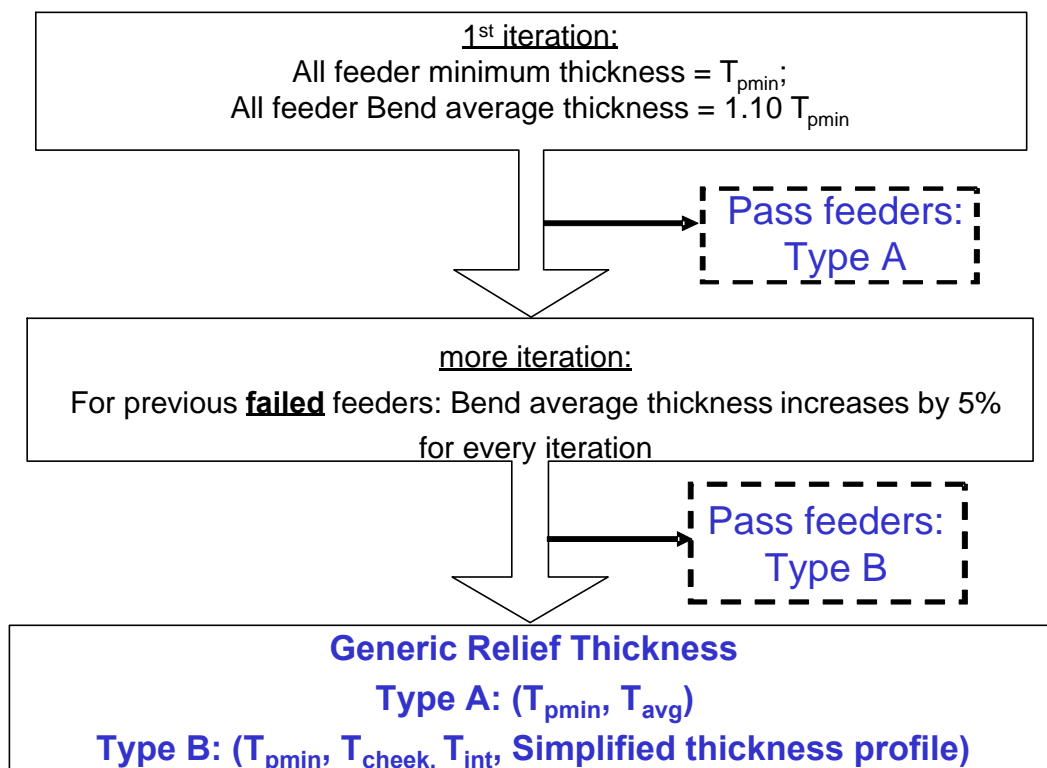 1st iteration:
All feeder minimum thickness = Tpmin;
All feeder Bend average thickness = 1.10 Tpmin
Pass feeders:
Type A
more iteration:
For previous failed feeders: Bend average thickness increases by 5%
for every iteration
Pass feeders:
Type B
Generic Relief Thickness
Type A: (Tpmin, Tavg)
Type B: (Tpmin, Tcheek, Tint, Simplified thickness profile)